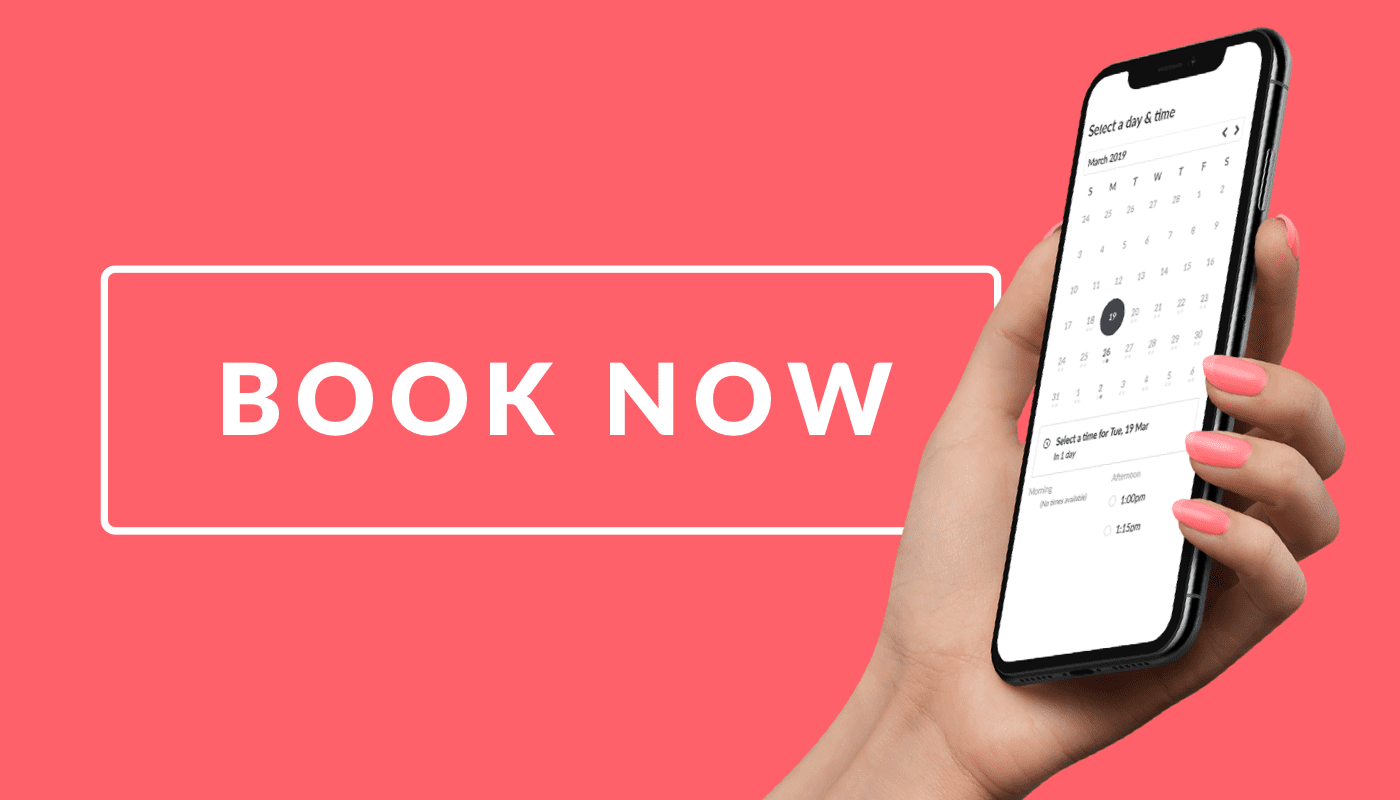 BOOK NOW
Select a day & time
March 2019
S M T W T F S
24 25 26 27 28 1 2
3 4 5 6 7 8 9
10 11 12 13 14 15 16
17 18 19 20 21 22 23
24 25 26 27 28 29 30
31 1 2 3 4 5 6
Select a time for Tue, 19 Mar
In 1 day
Morning Afternoon
(No times available) 1:00pm
1:15pm